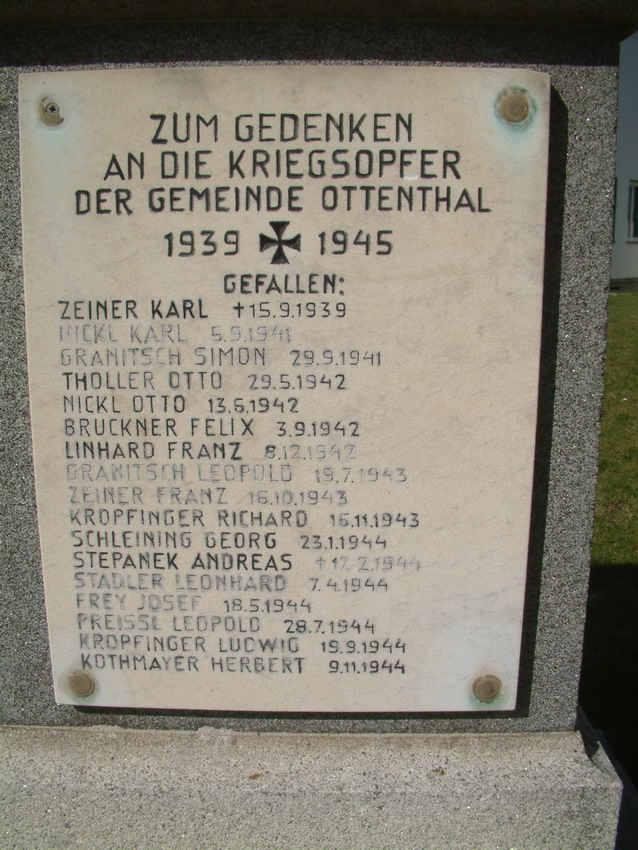 ZUM GEDENKEN
AN DIE KRIEGSOPFER
DER GEMEINDE OTTENTHAL
1939 ✠ 1945
GEFALLEN:
ZEINER KARL ✝15.9.1939
NICKL KARL 5.9.1941
GRANITSCH SIMON 29.9.1941
THOLLER OTTO 29.5.1942
NICKL OTTO 13.6.1942
BRUCKNER FELIX 3.9.1942
LINHARD FRANZ 8.12.1942
GRANITSCH LEOPOLD 19.7.1943
ZEINER FRANZ 16.10.1943
KROPFINGER RICHARD 16.11.1943
SCHLEINING GEORG 23.1.1944
STEPANEK ANDREAS ✝17.2.1944
STADLER LEONHARD 7.4.1944
FREY JOSEF 18.5.1944
PREISSL LEOPOLD 28.7.1944
KROPFINGER LUDWIG 19.9.1944
KOTHMAYER HERBERT 9.11.1944